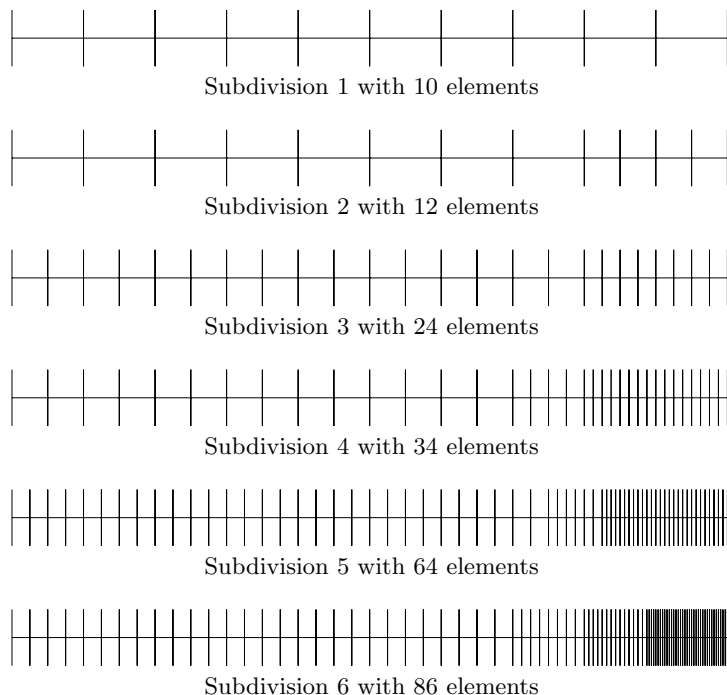 Subdivision 1 with 10 elements
Subdivision 2 with 12 elements
Subdivision 3 with 24 elements
Subdivision 4 with 34 elements
Subdivision 5 with 64 elements
Subdivision 6 with 86 elements